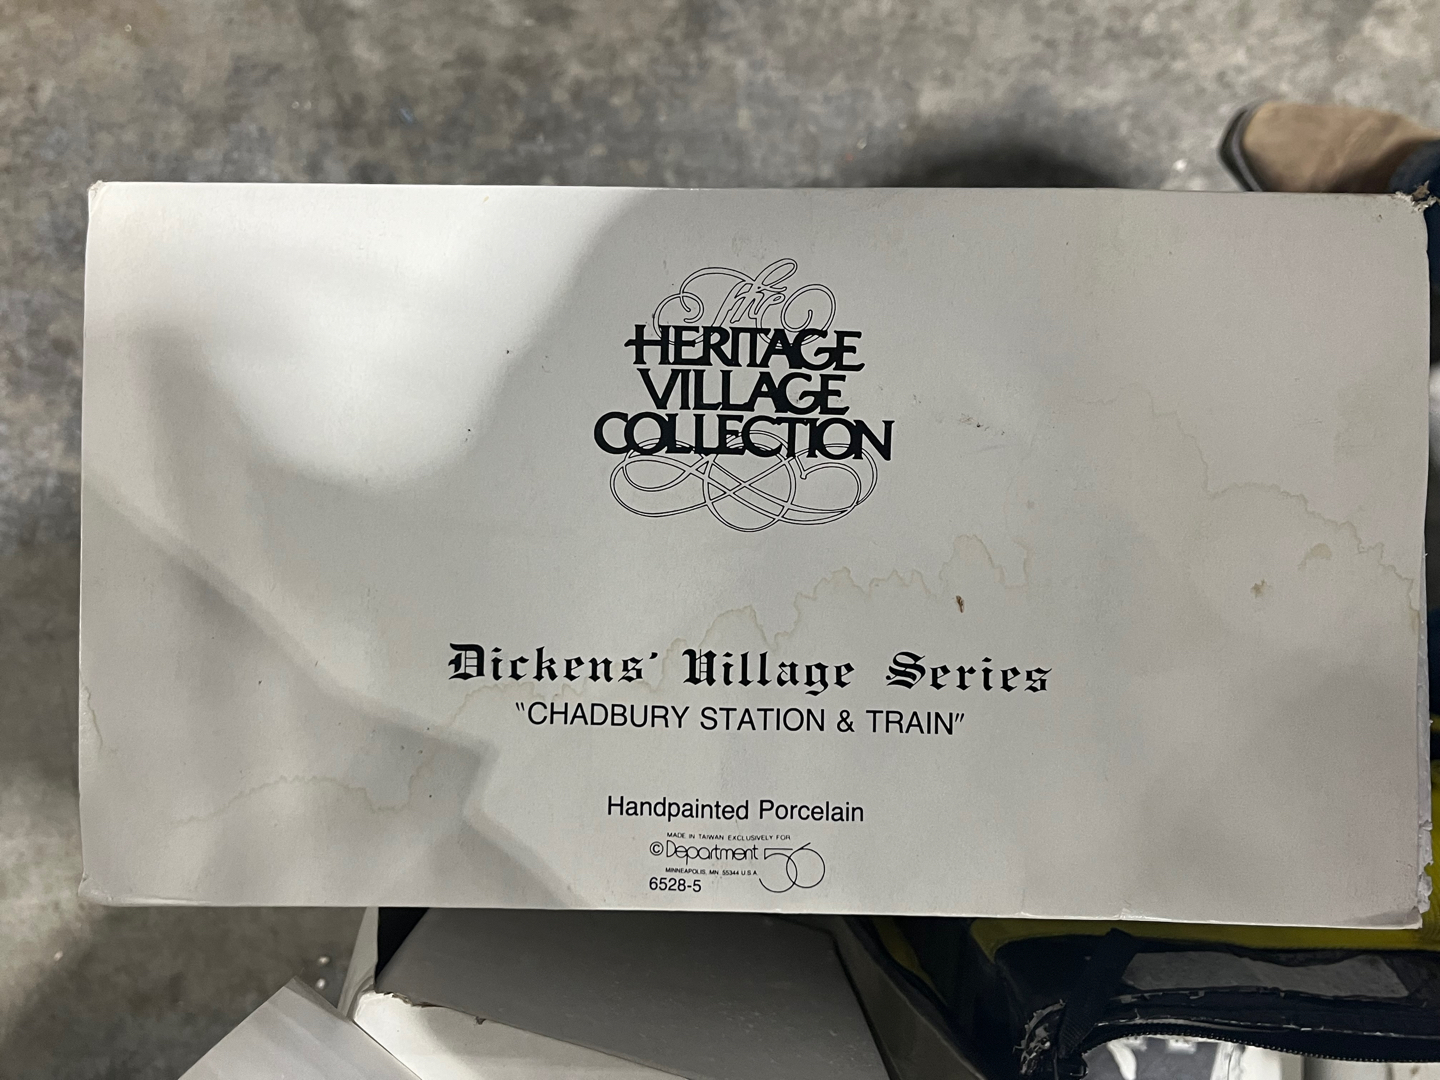 The
HERITAGE
VILLAGE
COLLECTION
Dickens' Village Series
"CHADBURY STATION & TRAIN"
Handpainted Porcelain
MADE IN TAIWAN EXCLUSIVELY FOR
©Department 56
MINNEAPOLIS, MN 55344 U.S.A.
6528-5